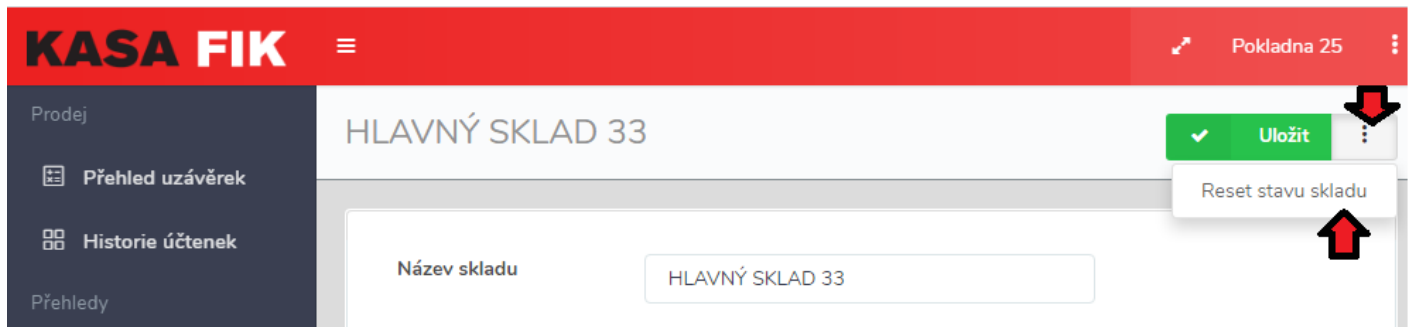 KASA FIK
Pokladna 25
Prodej
Přehled uzávěrek
Historie účtenek
Přehledy
HLAVNÝ SKLAD 33
Uložit
Reset stavu skladu
Název skladu
HLAVNÝ SKLAD 33